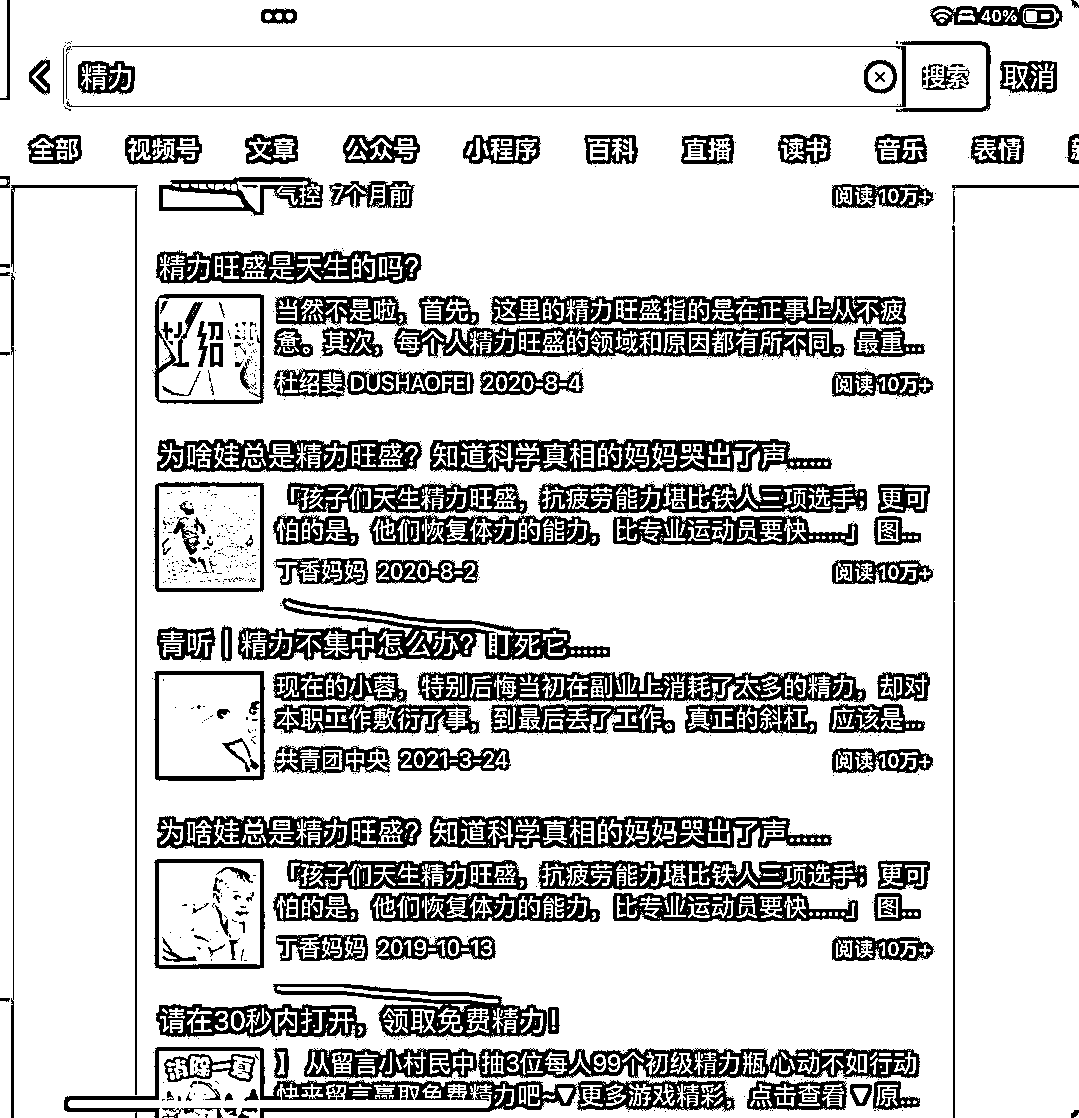 40%
精力
搜索 取消
全部 视频号 文章 公众号 小程序 百科 直播 读书 音乐 表情
气控 7个月前 阅读 10万+
精力旺盛是天生的吗?
当然不是啦，首先，这里的精力旺盛指的是在正事上从不疲
惫。其次，每个人精力旺盛的领域和原因都有所不同。最重...
杜绍斐 DUSHAOFEI 2020-8-4 阅读 10万+
为啥娃总是精力旺盛？知道科学真相的妈妈哭出了声......
「孩子们天生精力旺盛，抗疲劳能力堪比铁人三项选手；更可
怕的是，他们恢复体力的能力，比专业运动员要快......」 图...
丁香妈妈 2020-8-2 阅读 10万+
青听 | 精力不集中怎么办？盯死它......
现在的小蓉，特别后悔当初在副业上消耗了太多的精力，却对
本职工作敷衍了事，到最后丢了工作。真正的斜杠，应该是...
共青团中央 2021-3-24 阅读 10万+
为啥娃总是精力旺盛？知道科学真相的妈妈哭出了声......
「孩子们天生精力旺盛，抗疲劳能力堪比铁人三项选手；更可
怕的是，他们恢复体力的能力，比专业运动员要快......」 图...
丁香妈妈 2019-10-13 阅读 10万+
请在30秒内打开，领取免费精力！
消除一夏
】 从留言小村民中 抽3位每人99个初级精力瓶 心动不如行动
快来留言赢取免费精力吧~▼更多游戏精彩，点击查看▼原...